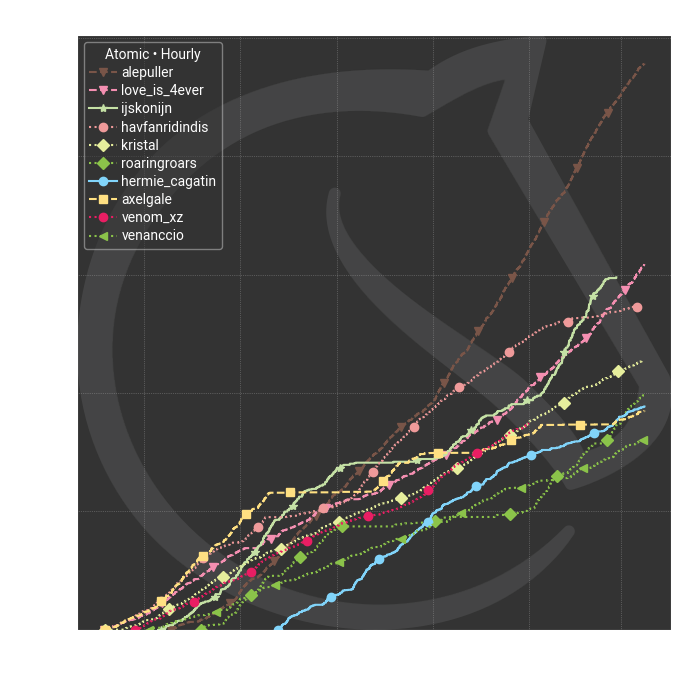 Atomic • Hourly
alepuller
love_is_4ever
ijskonijn
havfanridindis
kristal
roaringroars
hermie_cagatin
axelgale
venom_xz
venanccio